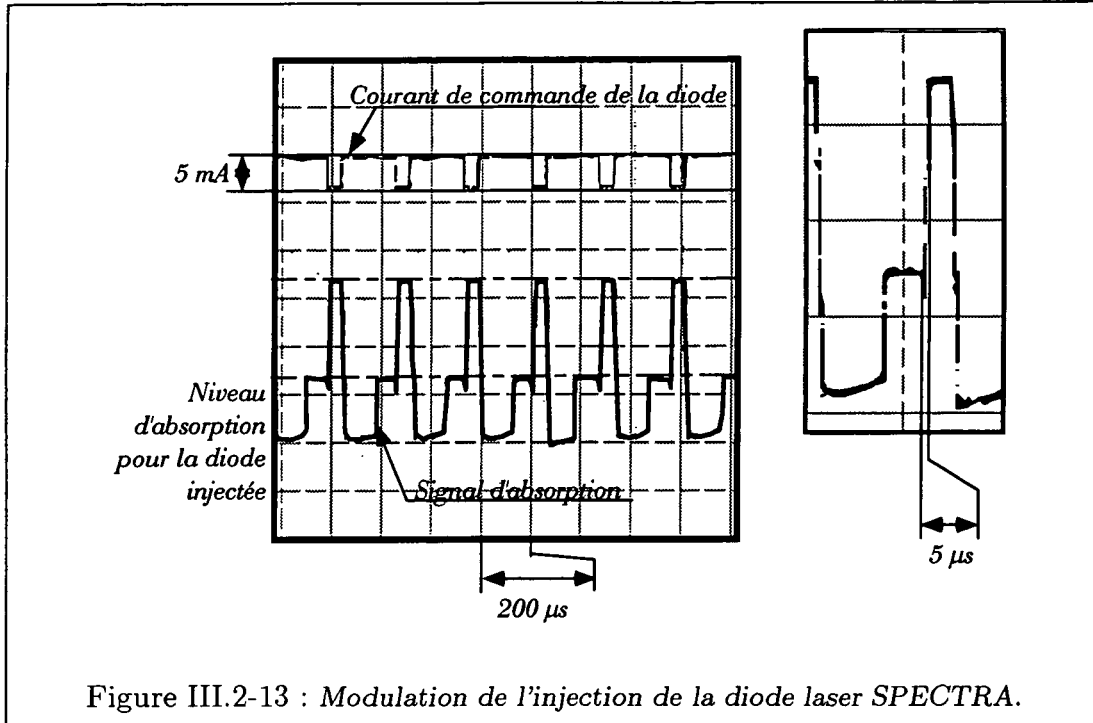 Courant de commande de la diode
5 mA
Niveau
d'absorption
pour la diode
injectée
Signal d'absorption
200 µs
5 µs
Figure III.2-13 : Modulation de l'injection de la diode laser SPECTRA.